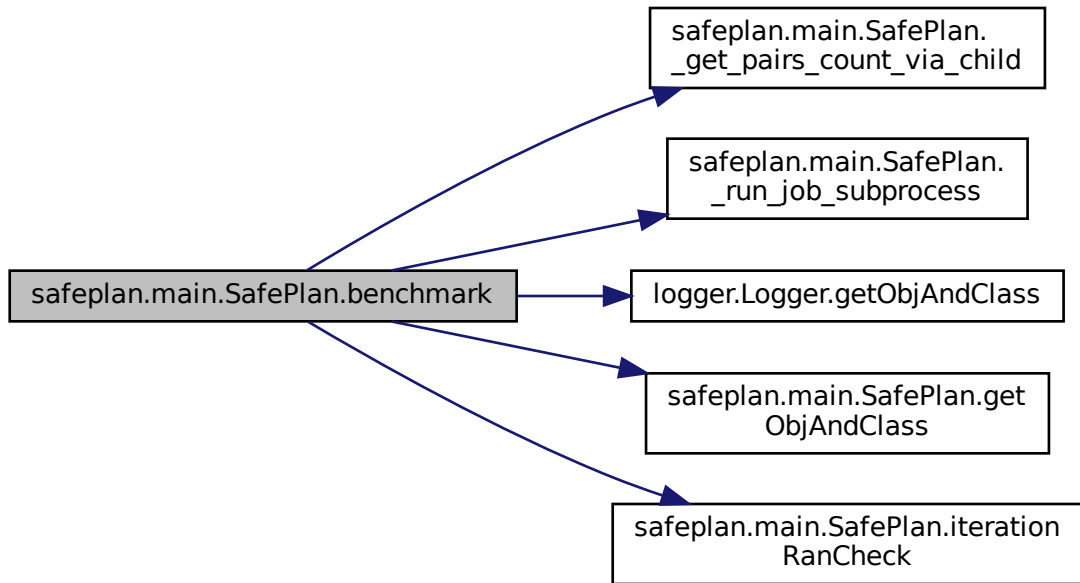 safeplan.main.SafePlan.
_get_pairs_count_via_child
safeplan.main.SafePlan.
_run_job_subprocess
safeplan.main.SafePlan.benchmark
logger.Logger.getObjAndClass
safeplan.main.SafePlan.get
ObjAndClass
safeplan.main.SafePlan.iteration
RanCheck